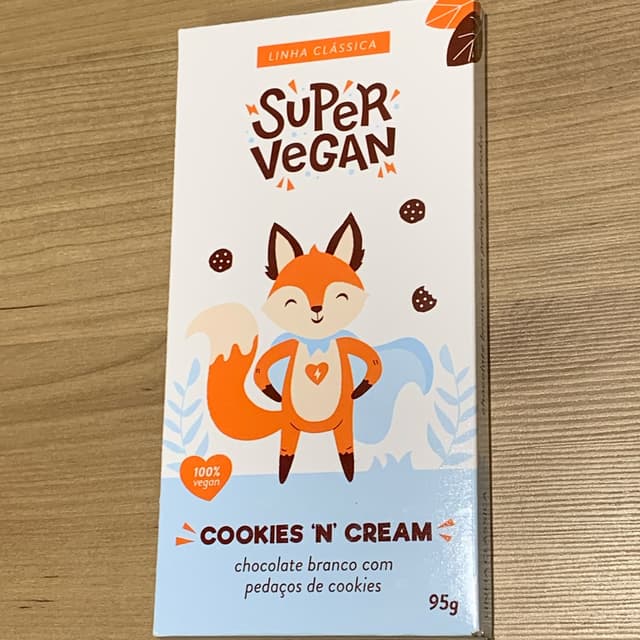 LINHA CLÁSSICA
SUPER
VEGAN
100%
vegan
COOKIES 'N' CREAM
chocolate branco com
pedaços de cookies
95g